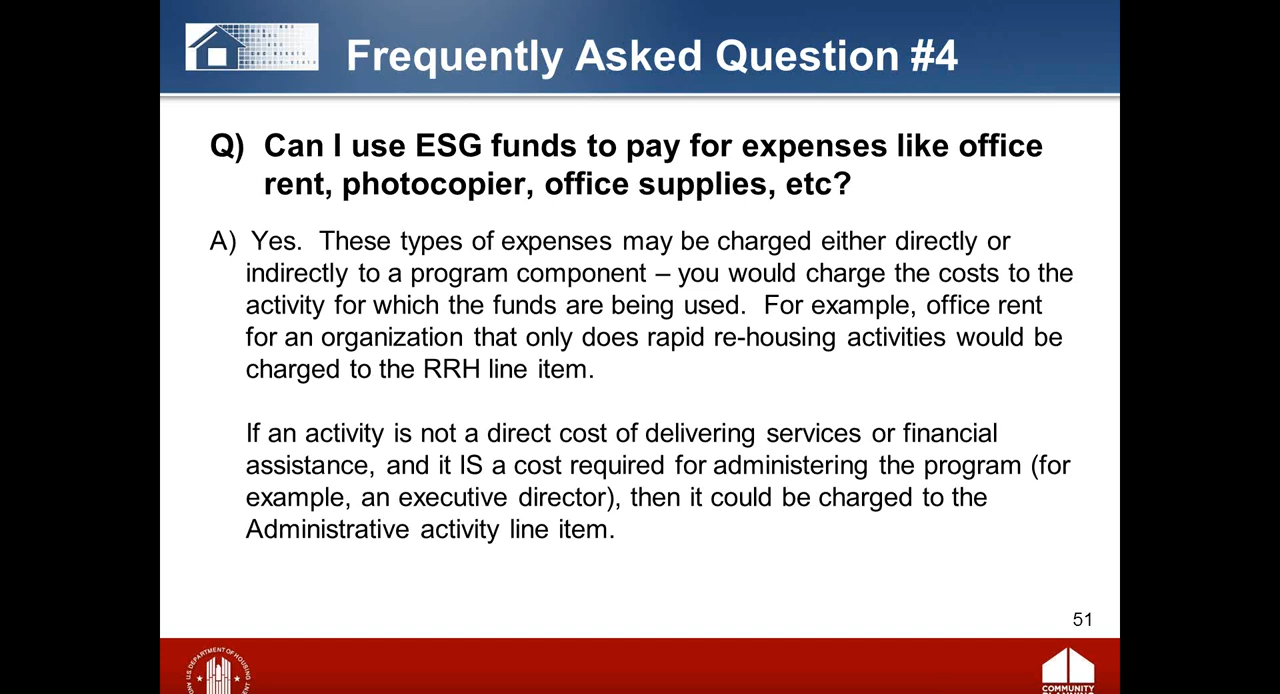 Frequently Asked Question #4
Q) Can I use ESG funds to pay for expenses like office
rent, photocopier, office supplies, etc?
A) Yes. These types of expenses may be charged either directly or
indirectly to a program component – you would charge the costs to the
activity for which the funds are being used. For example, office rent
for an organization that only does rapid re-housing activities would be
charged to the RRH line item.
If an activity is not a direct cost of delivering services or financial
assistance, and it IS a cost required for administering the program (for
example, an executive director), then it could be charged to the
Administrative activity line item.
51
U.S. DEPARTMENT OF HOUSING
COMMUNITY